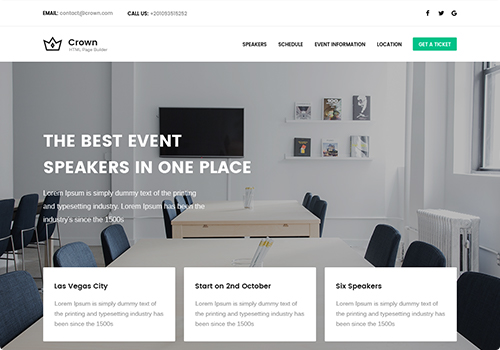 EMAIL: contact@crown.com CALL US: +201093515252
Crown
HTML Page Builder
SPEAKERS SCHEDULE EVENT INFORMATION LOCATION GET A TICKET
THE BEST EVENT
SPEAKERS IN ONE PLACE
Lorem Ipsum is simply dummy text of the printing
and typesetting industry. Lorem Ipsum has been the
industry's since the 1500s
Las Vegas City
Lorem Ipsum is simply dummy text of
the printing and typesetting industry has
been since the 1500s
Start on 2nd October
Lorem Ipsum is simply dummy text of
the printing and typesetting industry has
been since the 1500s
Six Speakers
Lorem Ipsum is simply dummy text of
the printing and typesetting industry has
been since the 1500s